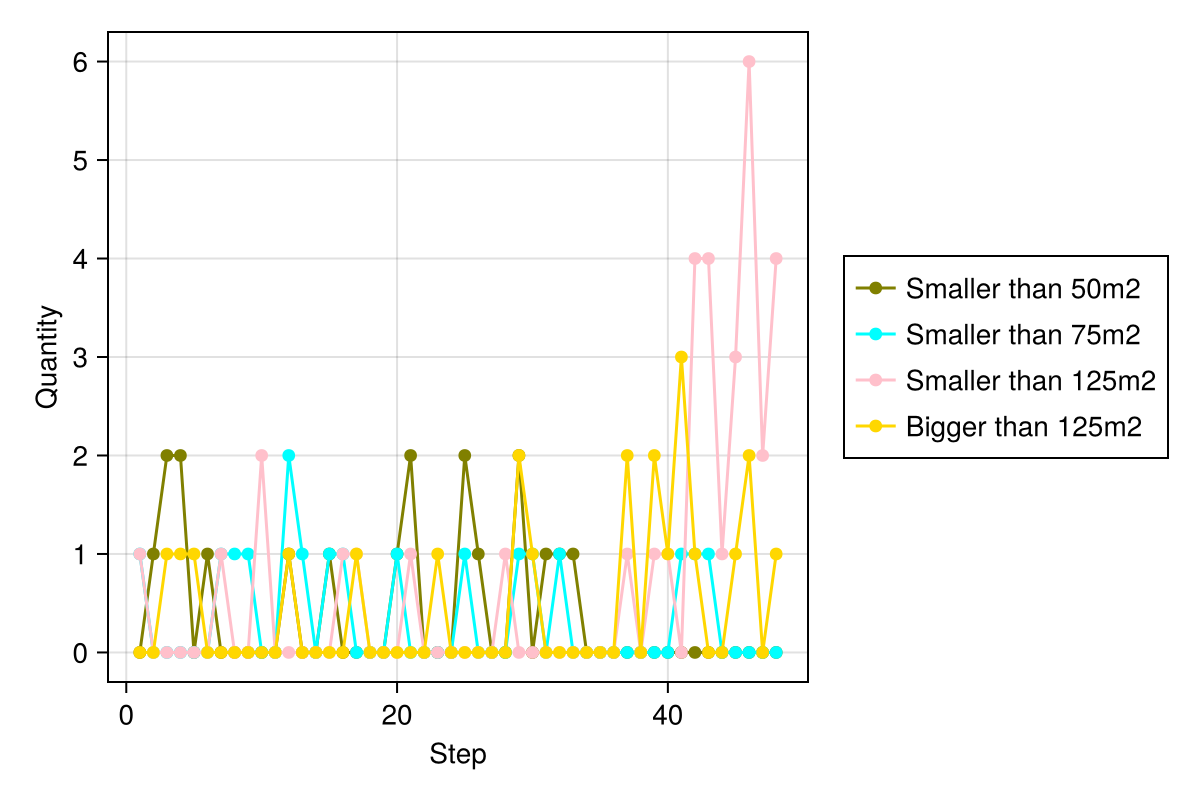 6
5
4
3
2
1
0
Quantity
0 20 40
Step
Smaller than 50m2
Smaller than 75m2
Smaller than 125m2
Bigger than 125m2